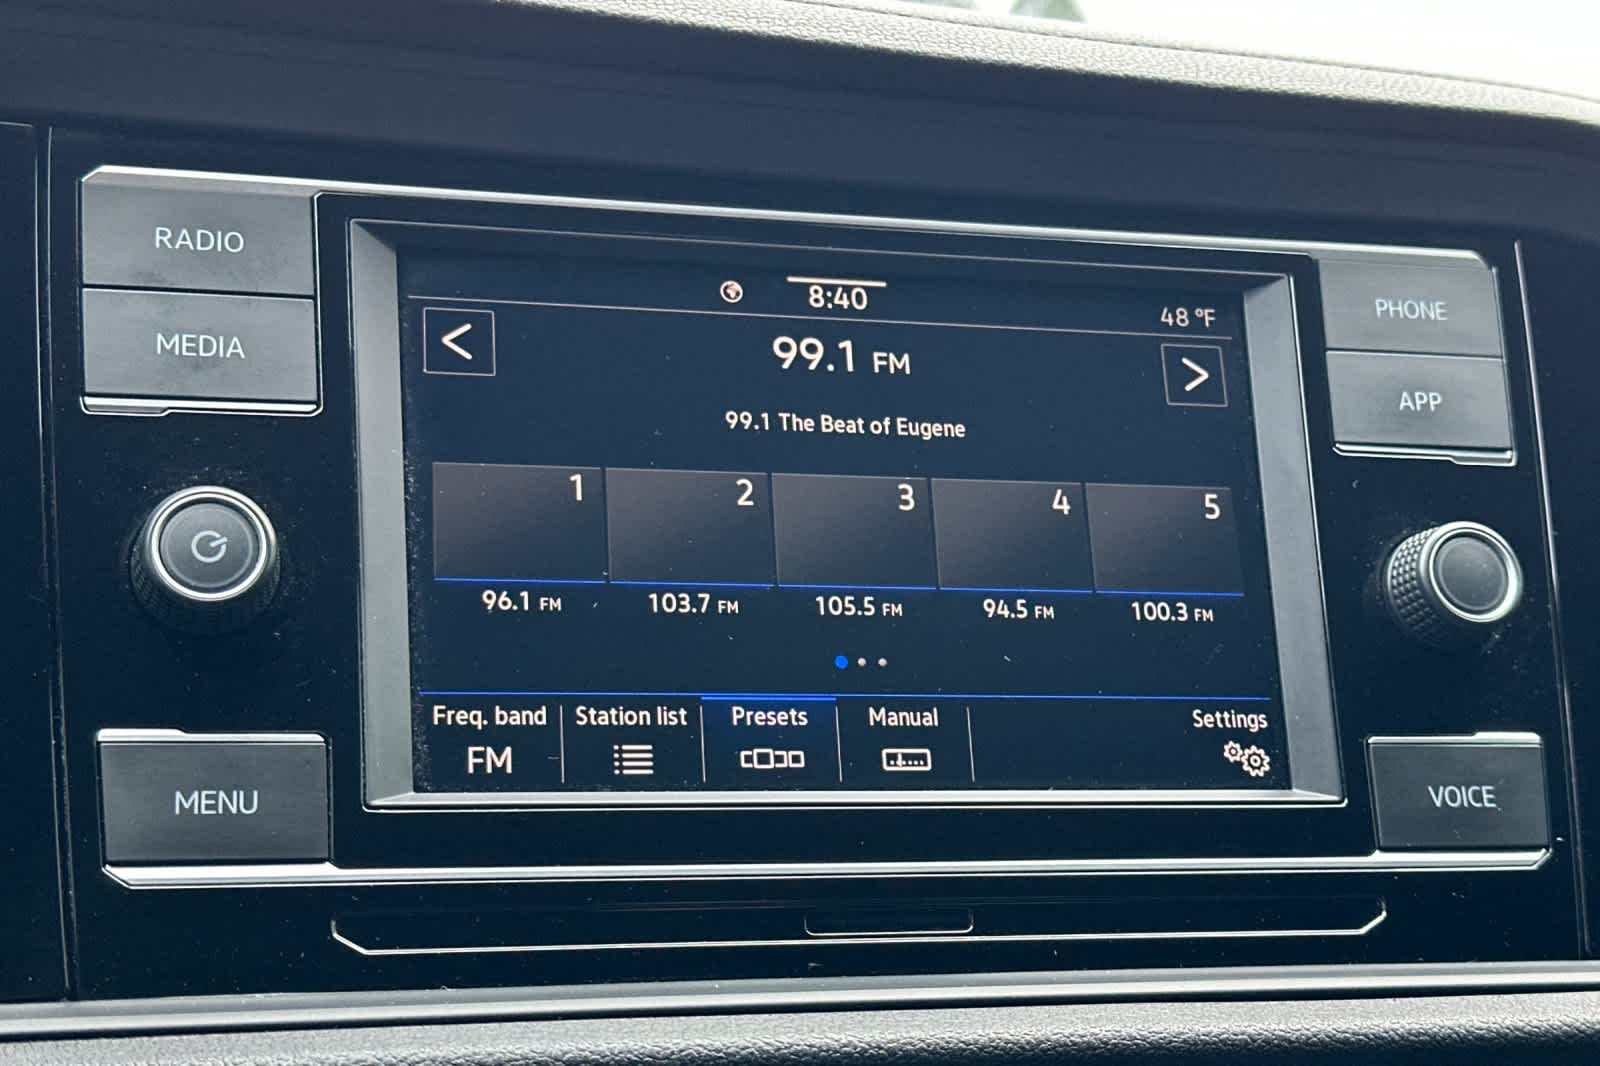 RADIO
MEDIA
MENU
8:40
48 °F
<
99.1 FM
>
99.1 The Beat of Eugene
1
2
3
4
5
96.1 FM
103.7 FM
105.5 FM
94.5 FM
100.3 FM
Freq. band
FM
Station list
Presets
Manual
Settings
PHONE
APP
VOICE